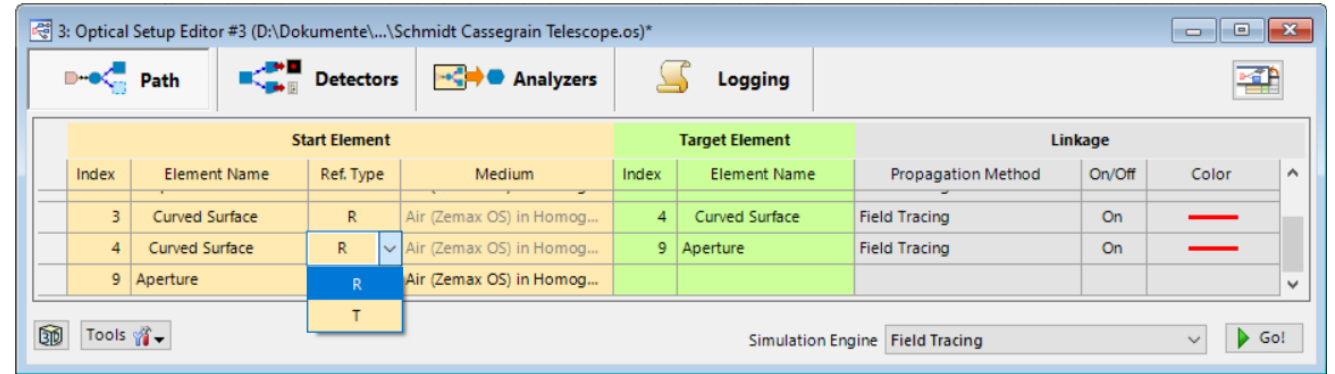 3: Optical Setup Editor #3 (D:\Dokumente\...\Schmidt Cassegrain Telescope.os)*
Path Detectors Analyzers Logging
Start Element Target Element Linkage
Index Element Name Ref. Type Medium Index Element Name Propagation Method On/Off Color
3 Curved Surface R Air (Zemax OS) in Homog... 4 Curved Surface Field Tracing On
4 Curved Surface R Air (Zemax OS) in Homog... 9 Aperture Field Tracing On
9 Aperture R Air (Zemax OS) in Homog...
T
3D Tools Simulation Engine Field Tracing Go!